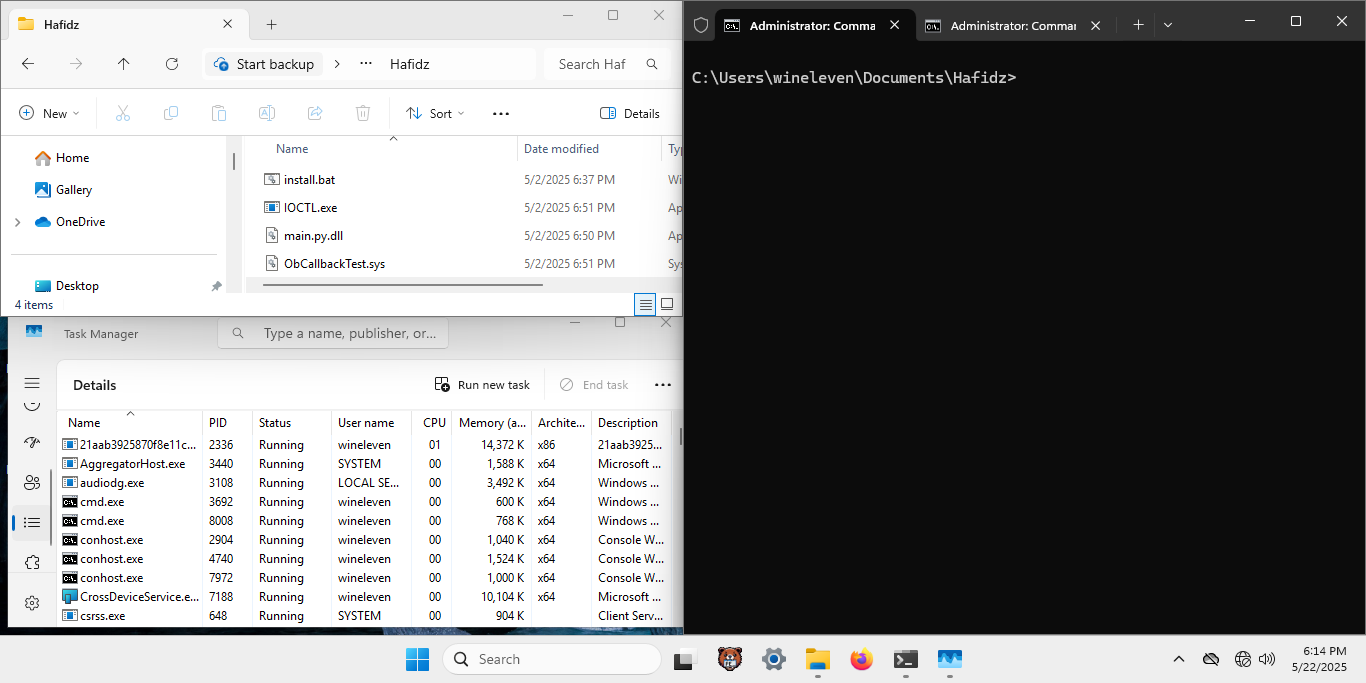 Hafidz
Start backup
Hafidz
Search Haf
New
Sort
Details
Home
Gallery
OneDrive
Desktop
Name Date modified Typ
install.bat 5/2/2025 6:37 PM Wi
IOCTL.exe 5/2/2025 6:51 PM Ap
main.py.dll 5/2/2025 6:50 PM Ap
ObCallbackTest.sys 5/2/2025 6:51 PM Sys
4 items
Task Manager
Type a name, publisher, or...
Details
Run new task
End task
Name PID Status User name CPU Memory (a... Archite... Description
21aab3925870f8e11c... 2336 Running wineleven 01 14,372 K x86 21aab3925...
AggregatorHost.exe 3440 Running SYSTEM 00 1,588 K x64 Microsoft ...
audiodg.exe 3108 Running LOCAL SE... 00 3,492 K x64 Windows ...
cmd.exe 3692 Running wineleven 00 600 K x64 Windows ...
cmd.exe 8008 Running wineleven 00 768 K x64 Windows ...
conhost.exe 2904 Running wineleven 00 1,040 K x64 Console W...
conhost.exe 4740 Running wineleven 00 1,524 K x64 Console W...
conhost.exe 7972 Running wineleven 00 1,000 K x64 Console W...
CrossDeviceService.e... 7188 Running wineleven 00 10,104 K x64 Microsoft ...
csrss.exe 648 Running SYSTEM 00 904 K Client Serv...
Administrator: Comma
Administrator: Commar
C:\Users\wineleven\Documents\Hafidz>
Search
6:14 PM
5/22/2025